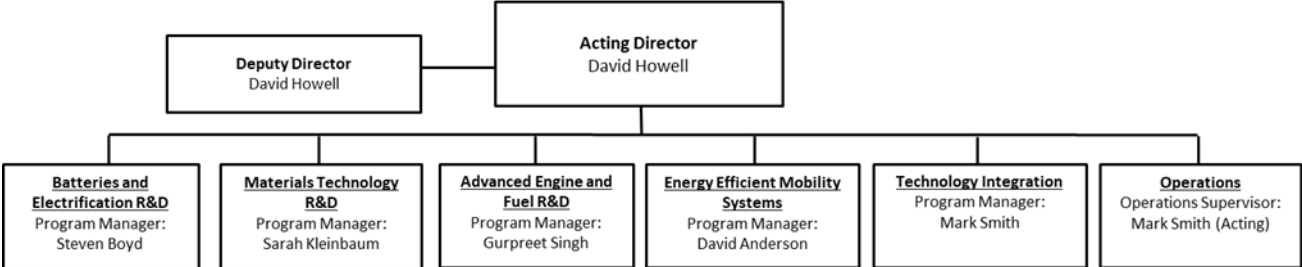 Acting Director
David Howell
Deputy Director
David Howell
Batteries and
Electrification R&D
Program Manager:
Steven Boyd
Materials Technology
R&D
Program Manager:
Sarah Kleinbaum
Advanced Engine and
Fuel R&D
Program Manager:
Gurpreet Singh
Energy Efficient Mobility
Systems
Program Manager:
David Anderson
Technology Integration
Program Manager:
Mark Smith
Operations
Operations Supervisor:
Mark Smith (Acting)